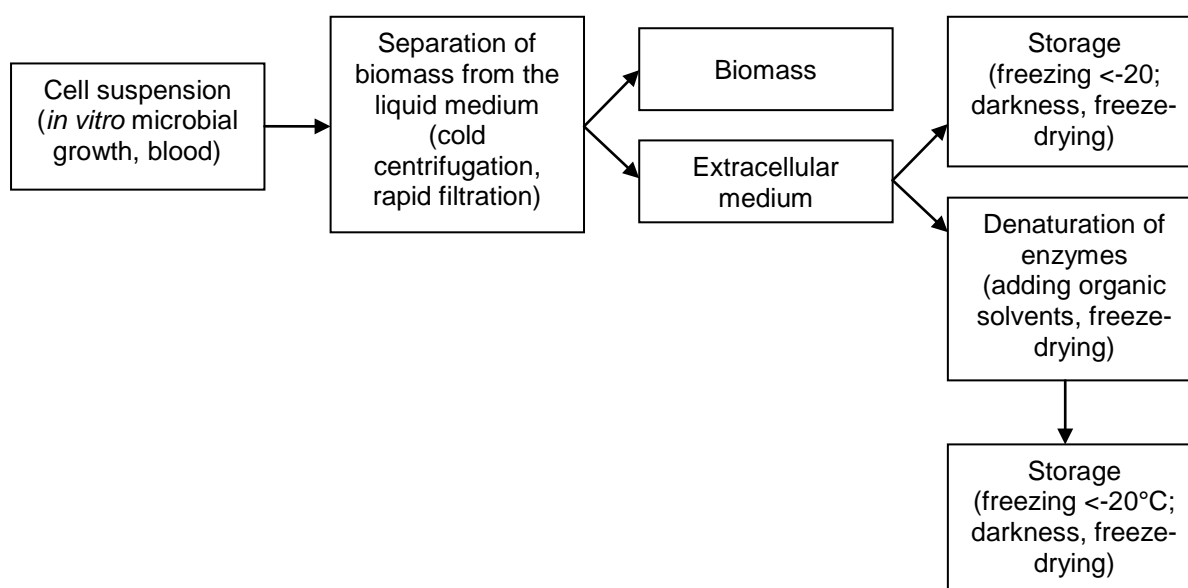 Cell suspension
(in vitro microbial
growth, blood)
Separation of
biomass from the
liquid medium
(cold
centrifugation,
rapid filtration)
Biomass
Extracellular
medium
Storage
(freezing <-20;
darkness, freeze-
drying)
Denaturation of
enzymes
(adding organic
solvents, freeze-
drying)
Storage
(freezing <-20°C;
darkness, freeze-
drying)